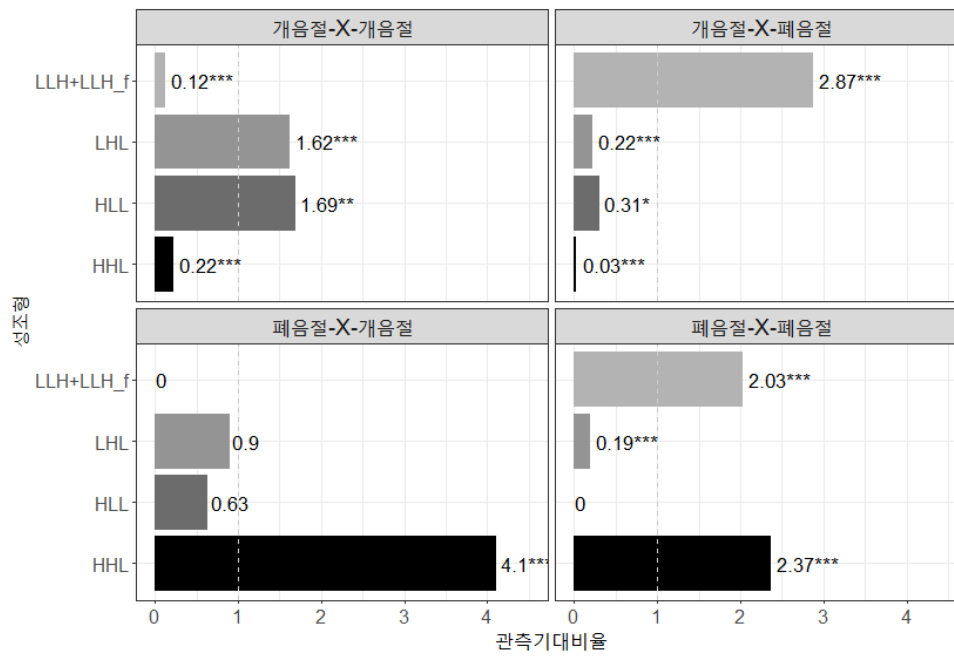 개음절-X-개음절
개음절-X-폐음절
LLH+LLH_f
0.12***
2.87***
LHL
1.62***
0.22***
HLL
1.69**
0.31*
HHL
0.22***
0.03***
성조형
폐음절-X-개음절
폐음절-X-폐음절
LLH+LLH_f
0
2.03***
LHL
0.9
0.19***
HLL
0.63
0
HHL
4.1***
2.37***
0 1 2 3 4
0 1 2 3 4
관측기대비율